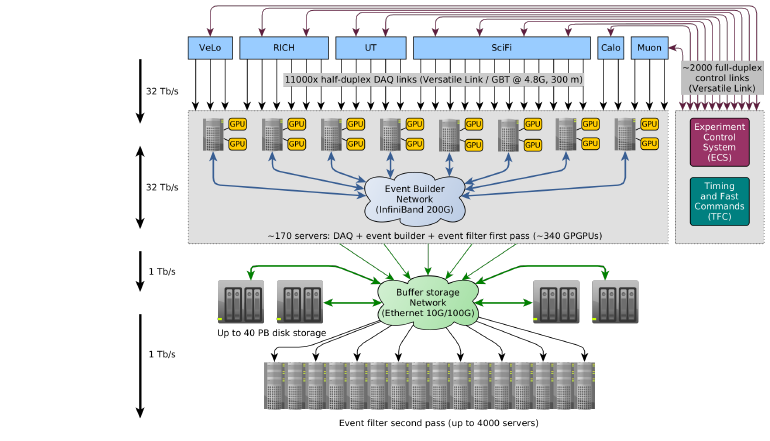 VeLo
RICH
UT
SciFi
Calo
Muon
11000x half-duplex DAQ links (Versatile Link / GBT @ 4.8G, 300 m)
~2000 full-duplex
control links
(Versatile Link)
32 Tb/s
GPU GPU GPU GPU GPU GPU GPU GPU
GPU GPU GPU GPU GPU GPU GPU GPU
Experiment
Control
System
(ECS)
32 Tb/s
Event Builder
Network
(InfiniBand 200G)
Timing
and Fast
Commands
(TFC)
~170 servers: DAQ + event builder + event filter first pass (~340 GPGPUs)
1 Tb/s
Buffer storage
Network
(Ethernet 10G/100G)
Up to 40 PB disk storage
1 Tb/s
Event filter second pass (up to 4000 servers)